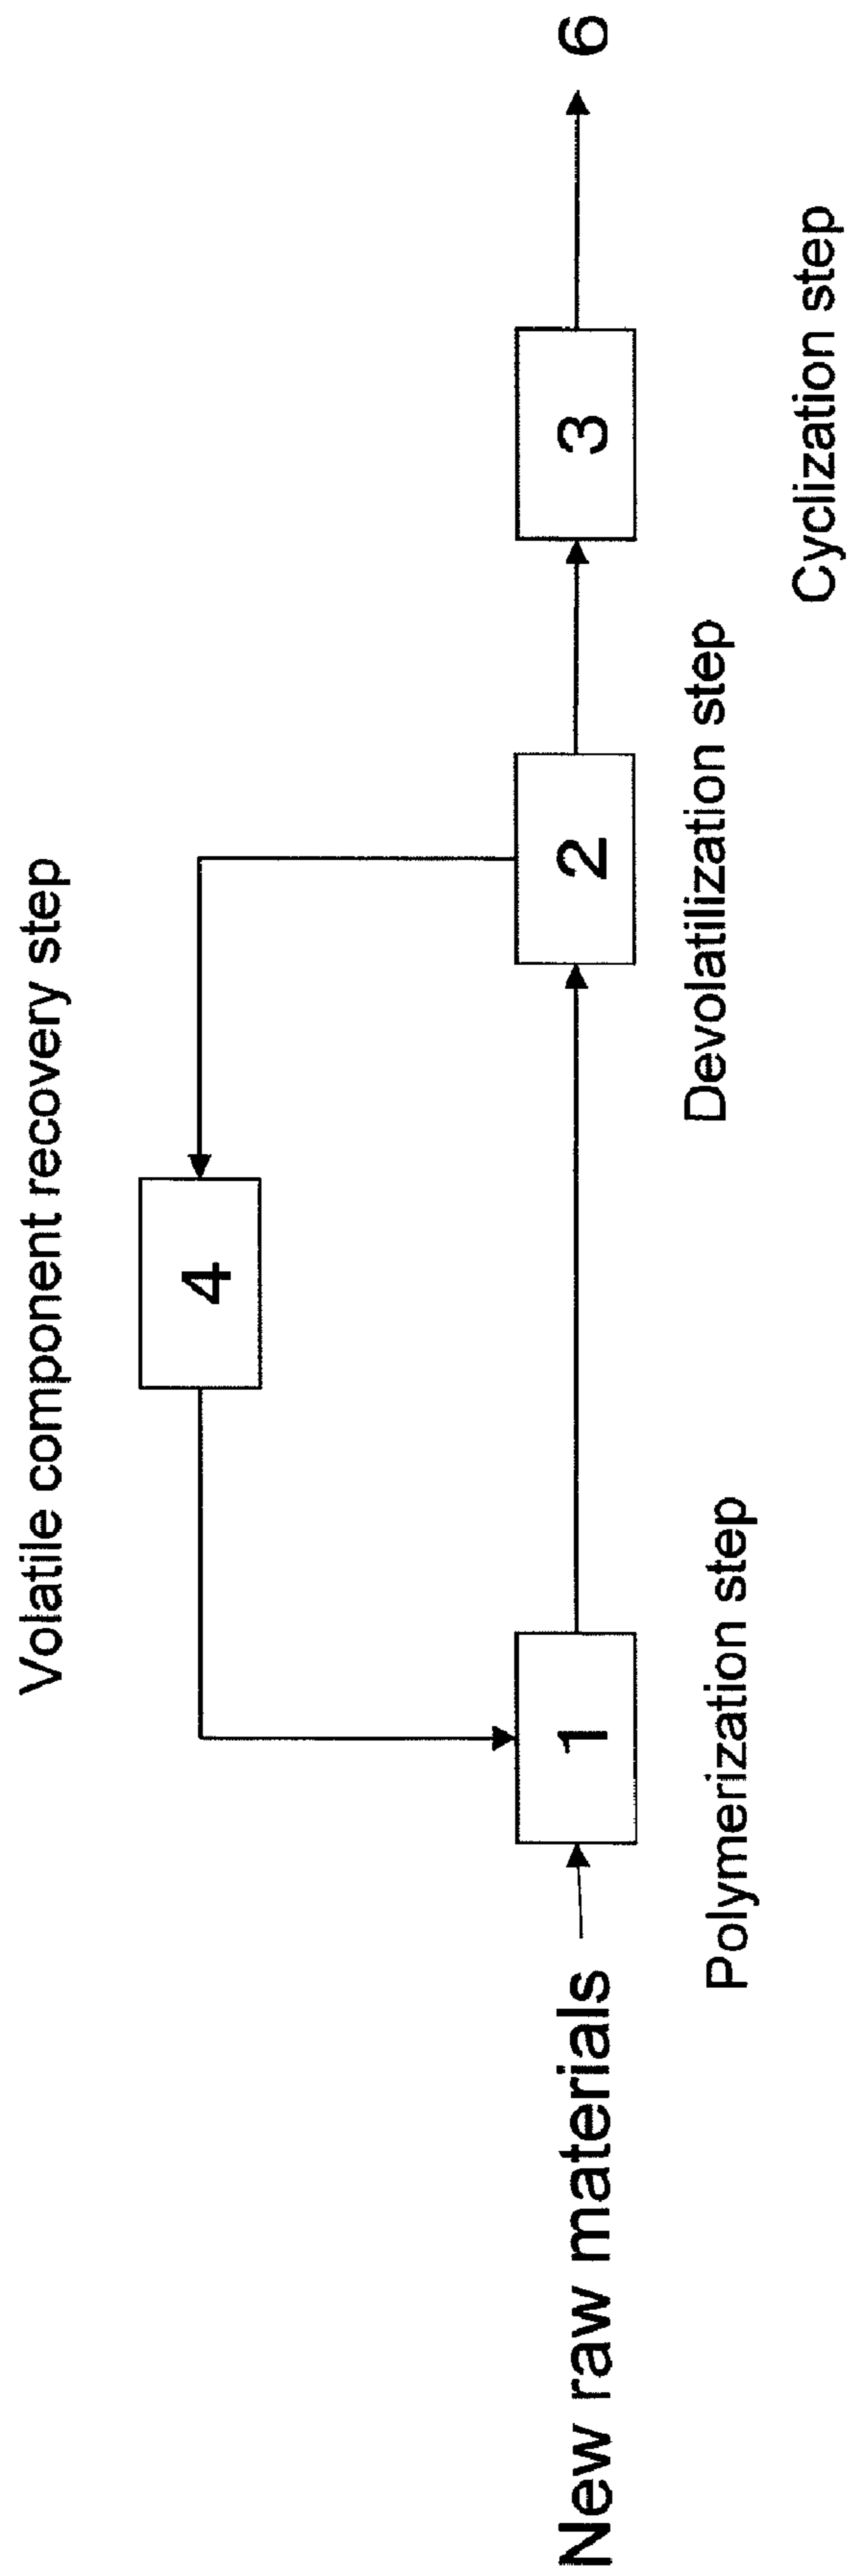 Volatile component recovery step
4
New raw materials
1
2
3
6
Polymerization step
Devolatilization step
Cyclization step